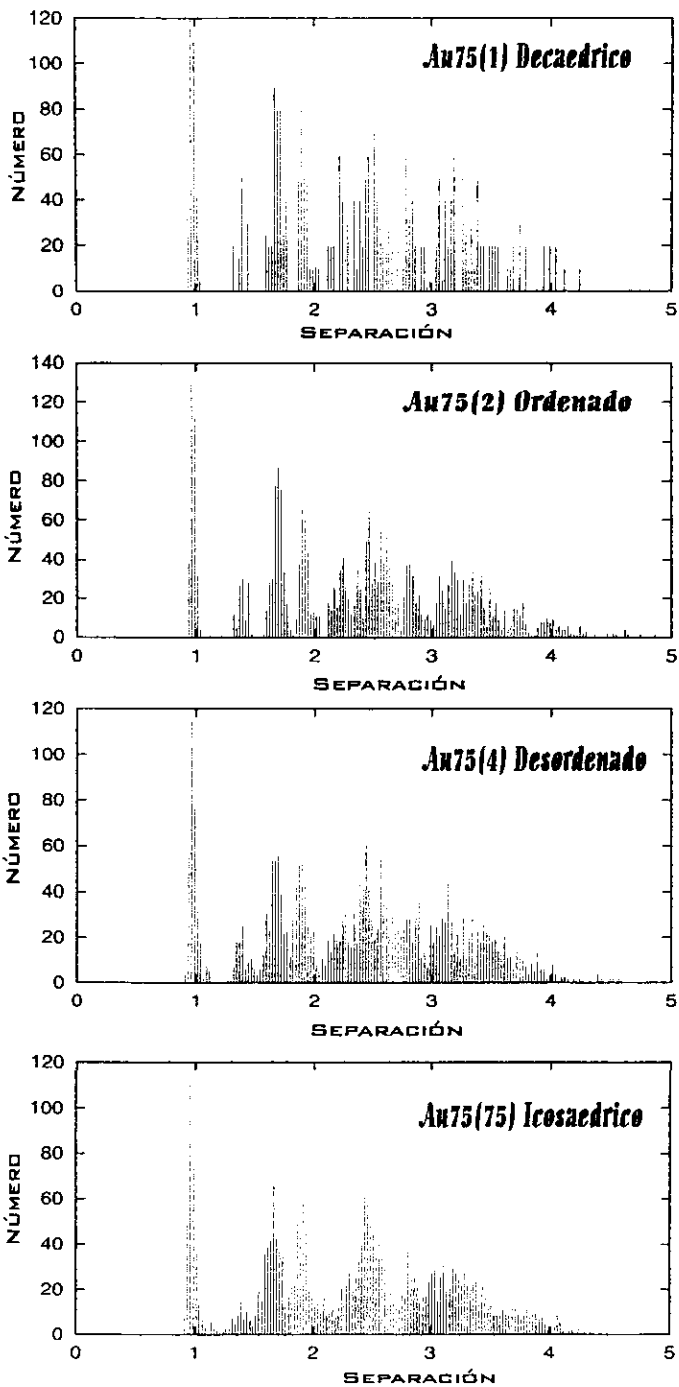 120
100
80
60
40
20
0
NÚMERO
Au75(1) Decaedrico
0 1 2 3 4 5
SEPARACIÓN
140
120
100
80
60
40
20
0
NÚMERO
Au75(2) Ordenado
0 1 2 3 4 5
SEPARACIÓN
120
100
80
60
40
20
0
NÚMERO
Au75(4) Desordenado
0 1 2 3 4 5
SEPARACIÓN
120
100
80
60
40
20
0
NÚMERO
Au75(75) Icosaedrico
0 1 2 3 4 5
SEPARACIÓN